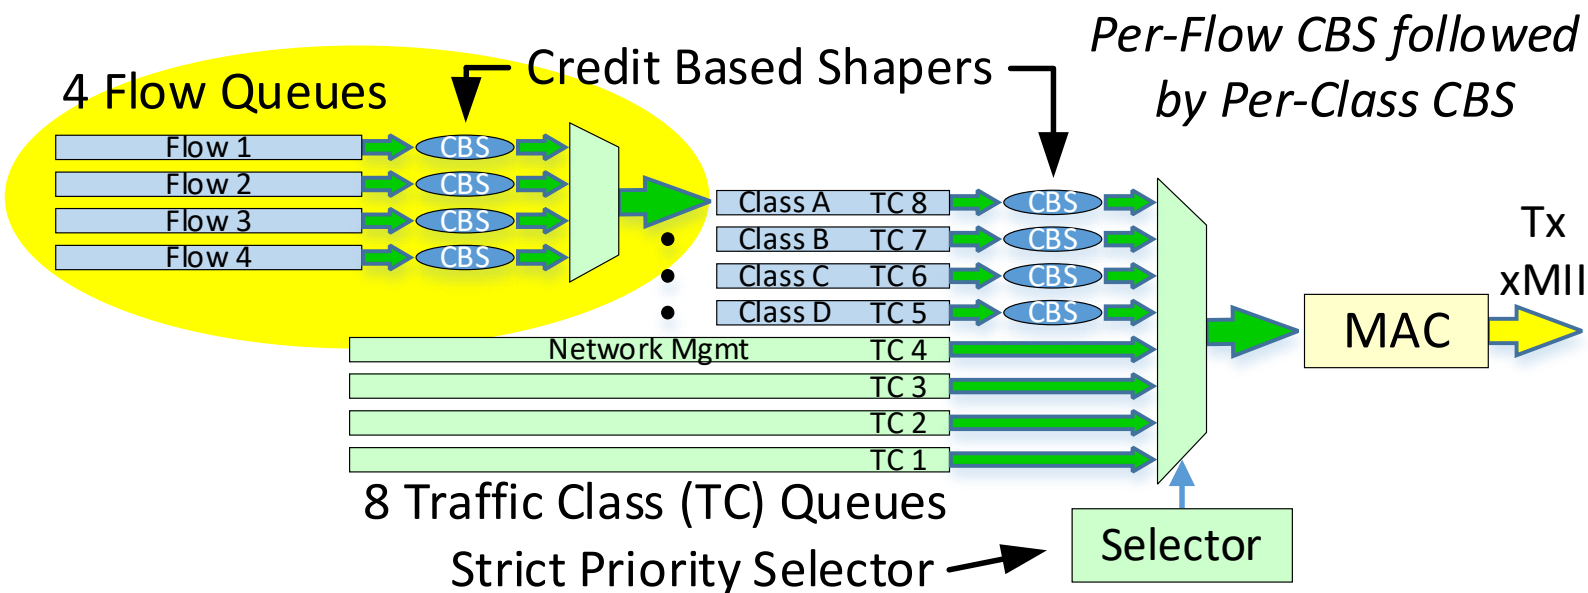 Per-Flow CBS followed
by Per-Class CBS
Credit Based Shapers
4 Flow Queues
Flow 1 CBS
Flow 2 CBS
Flow 3 CBS
Flow 4 CBS
Class A TC 8 CBS
Class B TC 7 CBS
Class C TC 6 CBS
Class D TC 5 CBS
Network Mgmt TC 4
TC 3
TC 2
TC 1
Tx
xMII
MAC
8 Traffic Class (TC) Queues
Selector
Strict Priority Selector